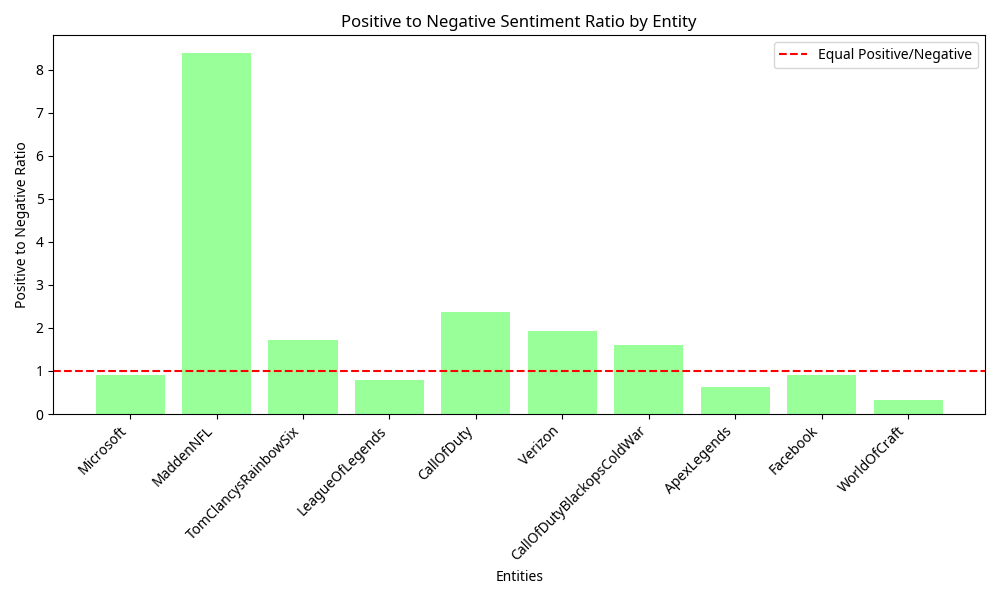 Positive to Negative Sentiment Ratio by Entity
Equal Positive/Negative
Positive to Negative Ratio
8
7
6
5
4
3
2
1
0
Microsoft
MaddenNFL
TomClancysRainbowSix
LeagueOfLegends
CallOfDuty
Verizon
CallOfDutyBlackopsColdWar
ApexLegends
Facebook
WorldOfCraft
Entities